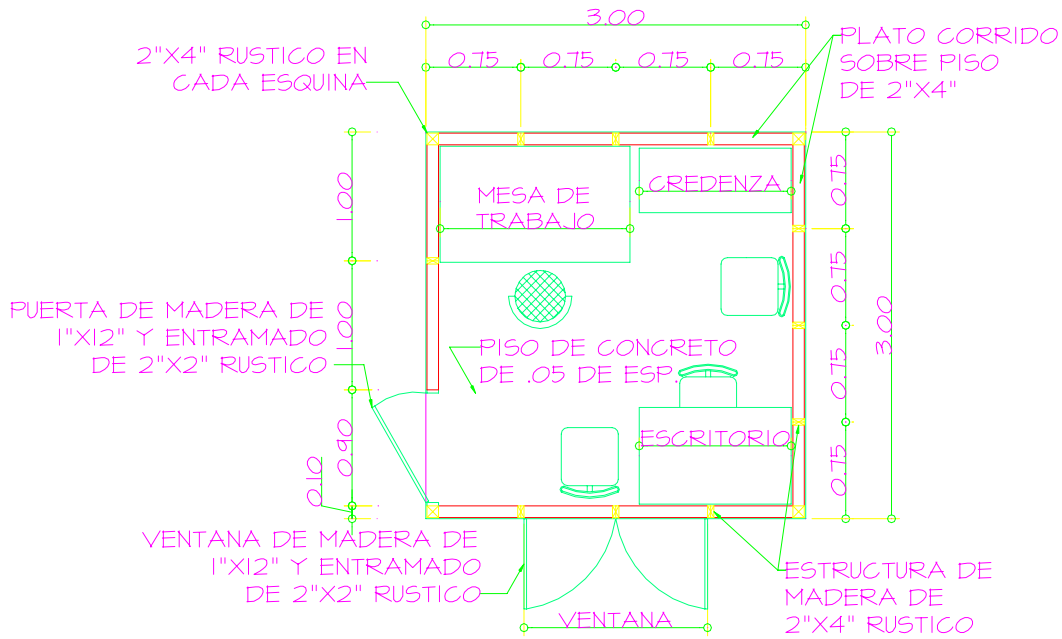 3.00
0.75 0.75 0.75 0.75
2"X4" RUSTICO EN
CADA ESQUINA
PLATO CORRIDO
SOBRE PISO
DE 2"X4"
1.00
MESA DE
TRABAJO
CREDENZA
0.75
0.75
3.00
PUERTA DE MADERA DE
1"X12" Y ENTRAMADO
DE 2"X2" RUSTICO
1.00
PISO DE CONCRETO
DE .05 DE ESP.
0.75
0.90
ESCRITORIO
0.75
0.10
VENTANA DE MADERA DE
1"X12" Y ENTRAMADO
DE 2"X2" RUSTICO
VENTANA
ESTRUCTURA DE
MADERA DE
2"X4" RUSTICO